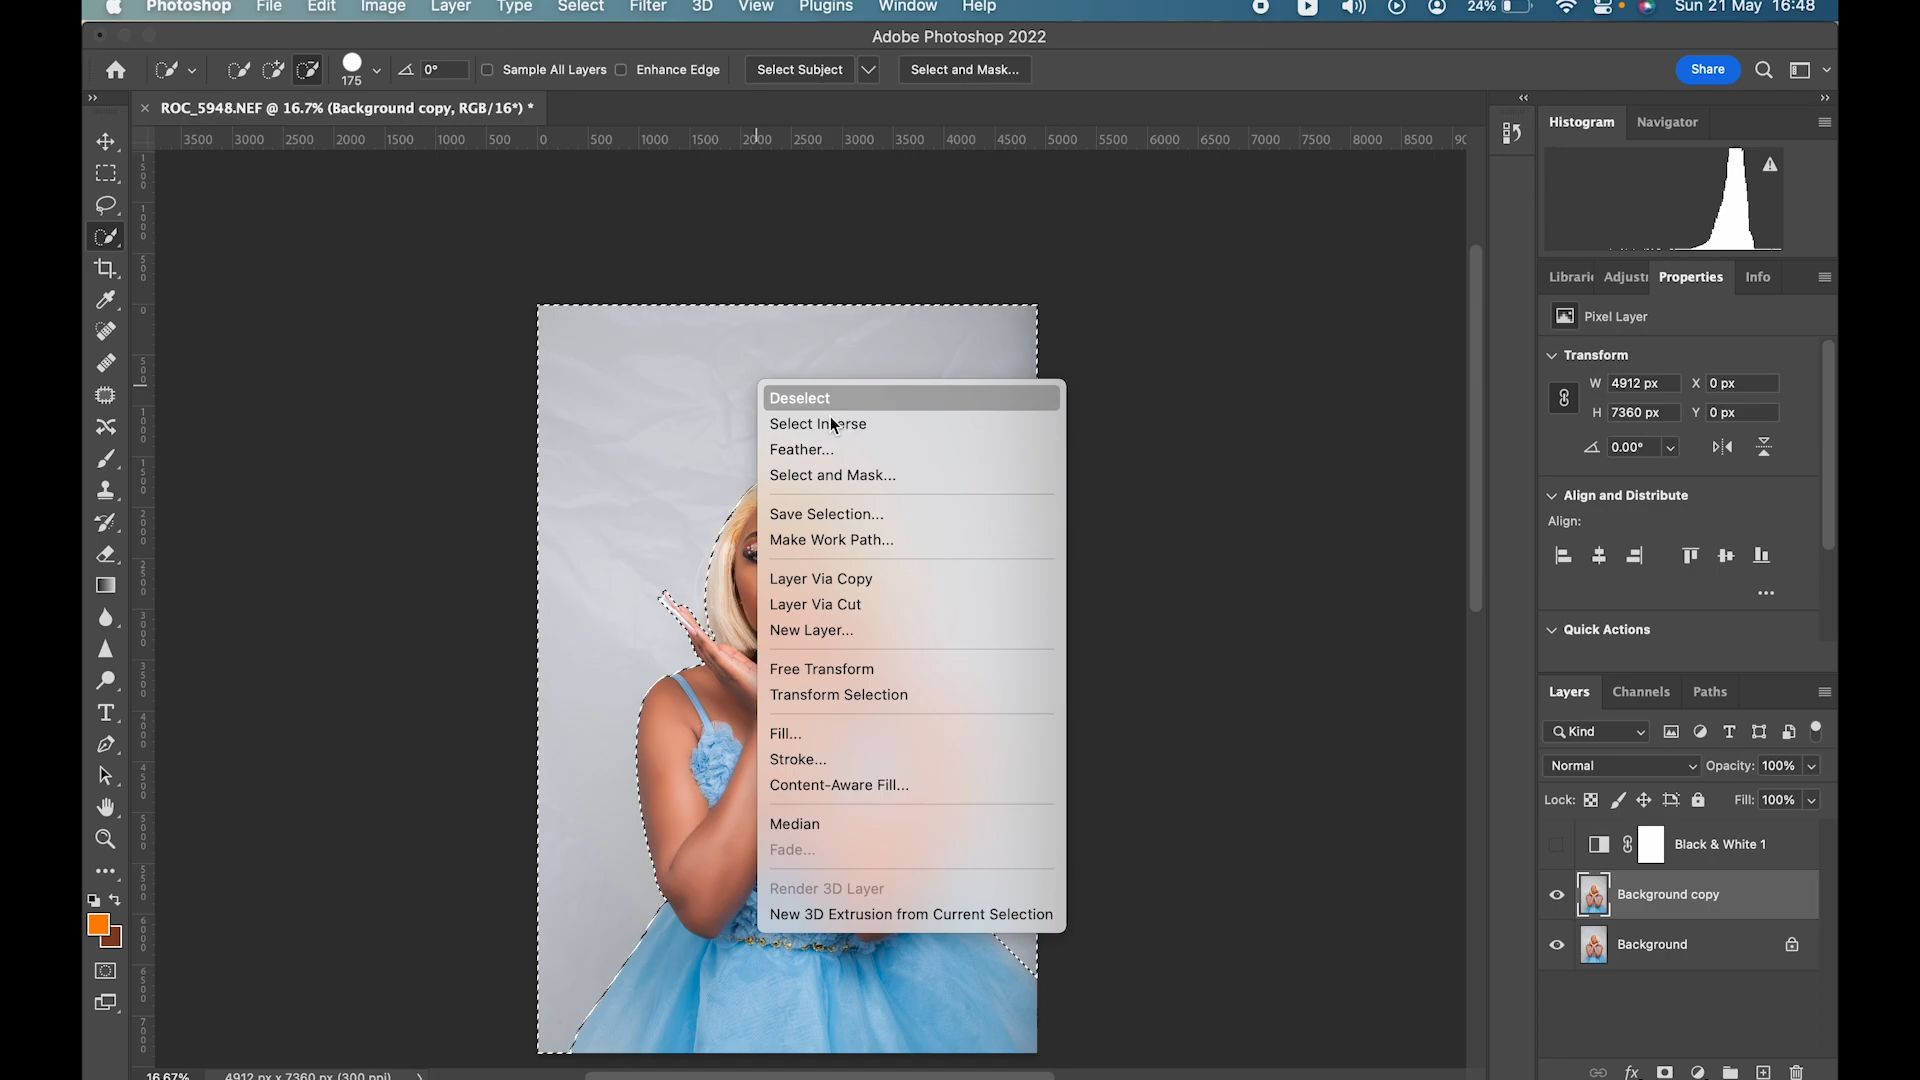 Photoshop File Edit Image Layer Type Select Filter 3D View Plugins Window Help 24% Sun 21 May 16:48
Adobe Photoshop 2022
175 0° Sample All Layers Enhance Edge Select Subject Select and Mask... Share
ROC_5948.NEF @ 16.7% (Background copy, RGB/16*) *
3500 3000 2500 2000 1500 1000 500 0 500 1000 1500 2000 2500 3000 3500 4000 4500 5000 5500 6000 6500 7000 7500 8000 8500
Histogram Navigator
Properties Info
Pixel Layer
Transform
W 4912 px X 0 px
H 7360 px Y 0 px
0.00°
Align and Distribute
Align:
Quick Actions
Deselect
Select Inverse
Feather...
Select and Mask...
Save Selection...
Make Work Path...
Layer Via Copy
Layer Via Cut
New Layer...
Free Transform
Transform Selection
Fill...
Stroke...
Content-Aware Fill...
Median
Fade...
Render 3D Layer
New 3D Extrusion from Current Selection
Layers Channels Paths
Kind
Normal Opacity: 100%
Lock: Fill: 100%
Black & White 1
Background copy
Background
fx
16.67% 4912 px x 7360 px (300 ppi)